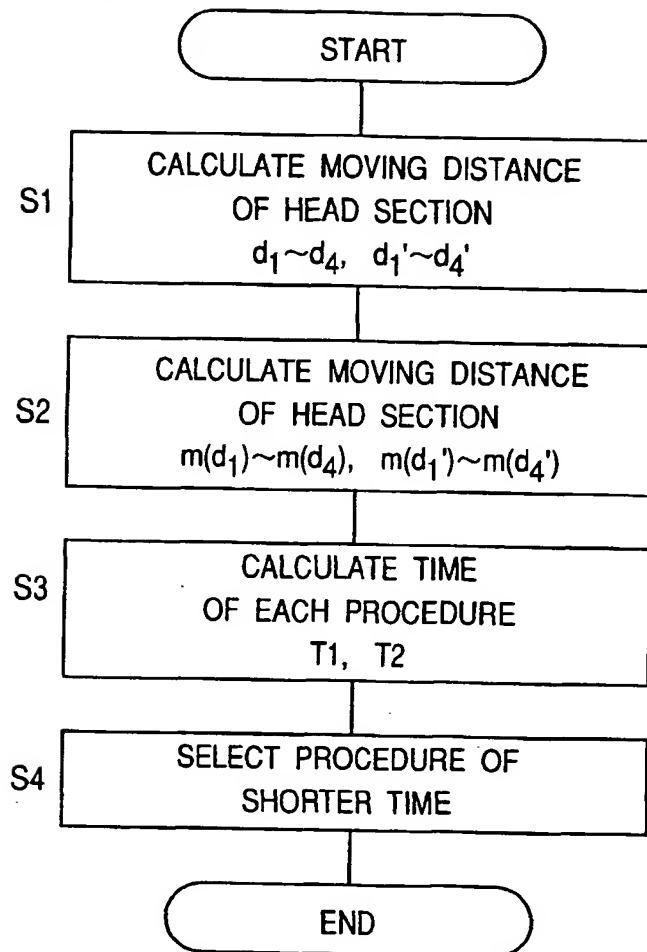 START
S1
CALCULATE MOVING DISTANCE
OF HEAD SECTION
d₁~d₄, d₁'~d₄'
S2
CALCULATE MOVING DISTANCE
OF HEAD SECTION
m(d₁)~m(d₄), m(d₁')~m(d₄')
S3
CALCULATE TIME
OF EACH PROCEDURE
T1, T2
S4
SELECT PROCEDURE OF
SHORTER TIME
END